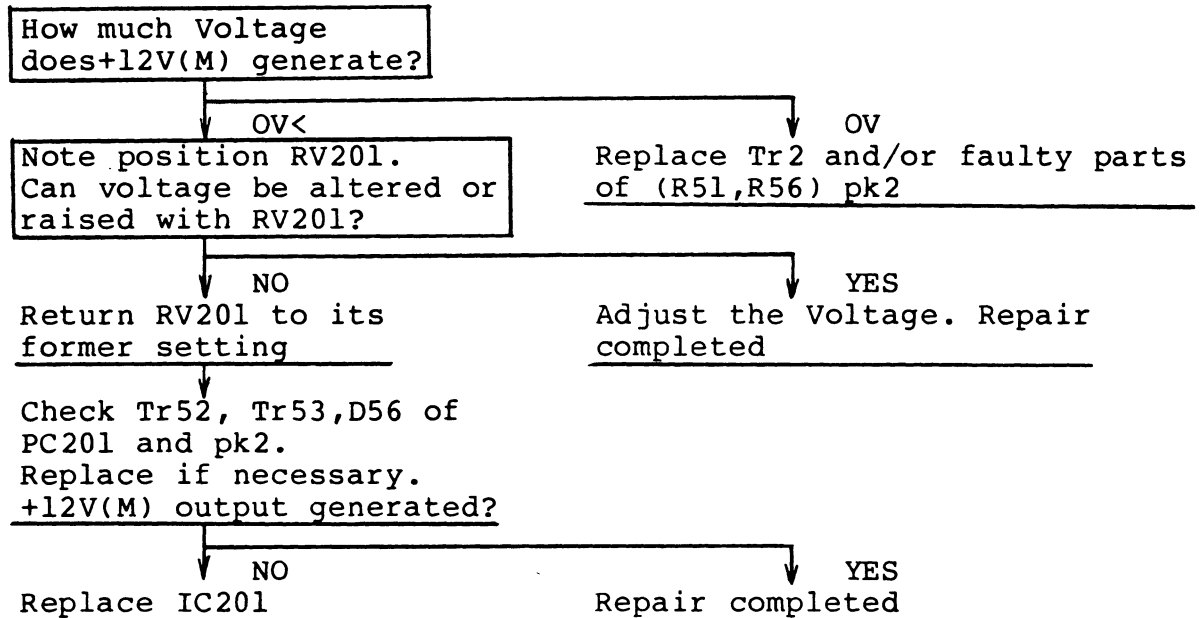 How much Voltage
does+12V(M) generate?
OV<
OV
Note position RV201.
Can voltage be altered or
raised with RV201?
Replace Tr2 and/or faulty parts
of (R51,R56) pk2
NO
YES
Return RV201 to its
former setting
Adjust the Voltage. Repair
completed
Check Tr52, Tr53,D56 of
PC201 and pk2.
Replace if necessary.
+12V(M) output generated?
NO
YES
Replace IC201
Repair completed